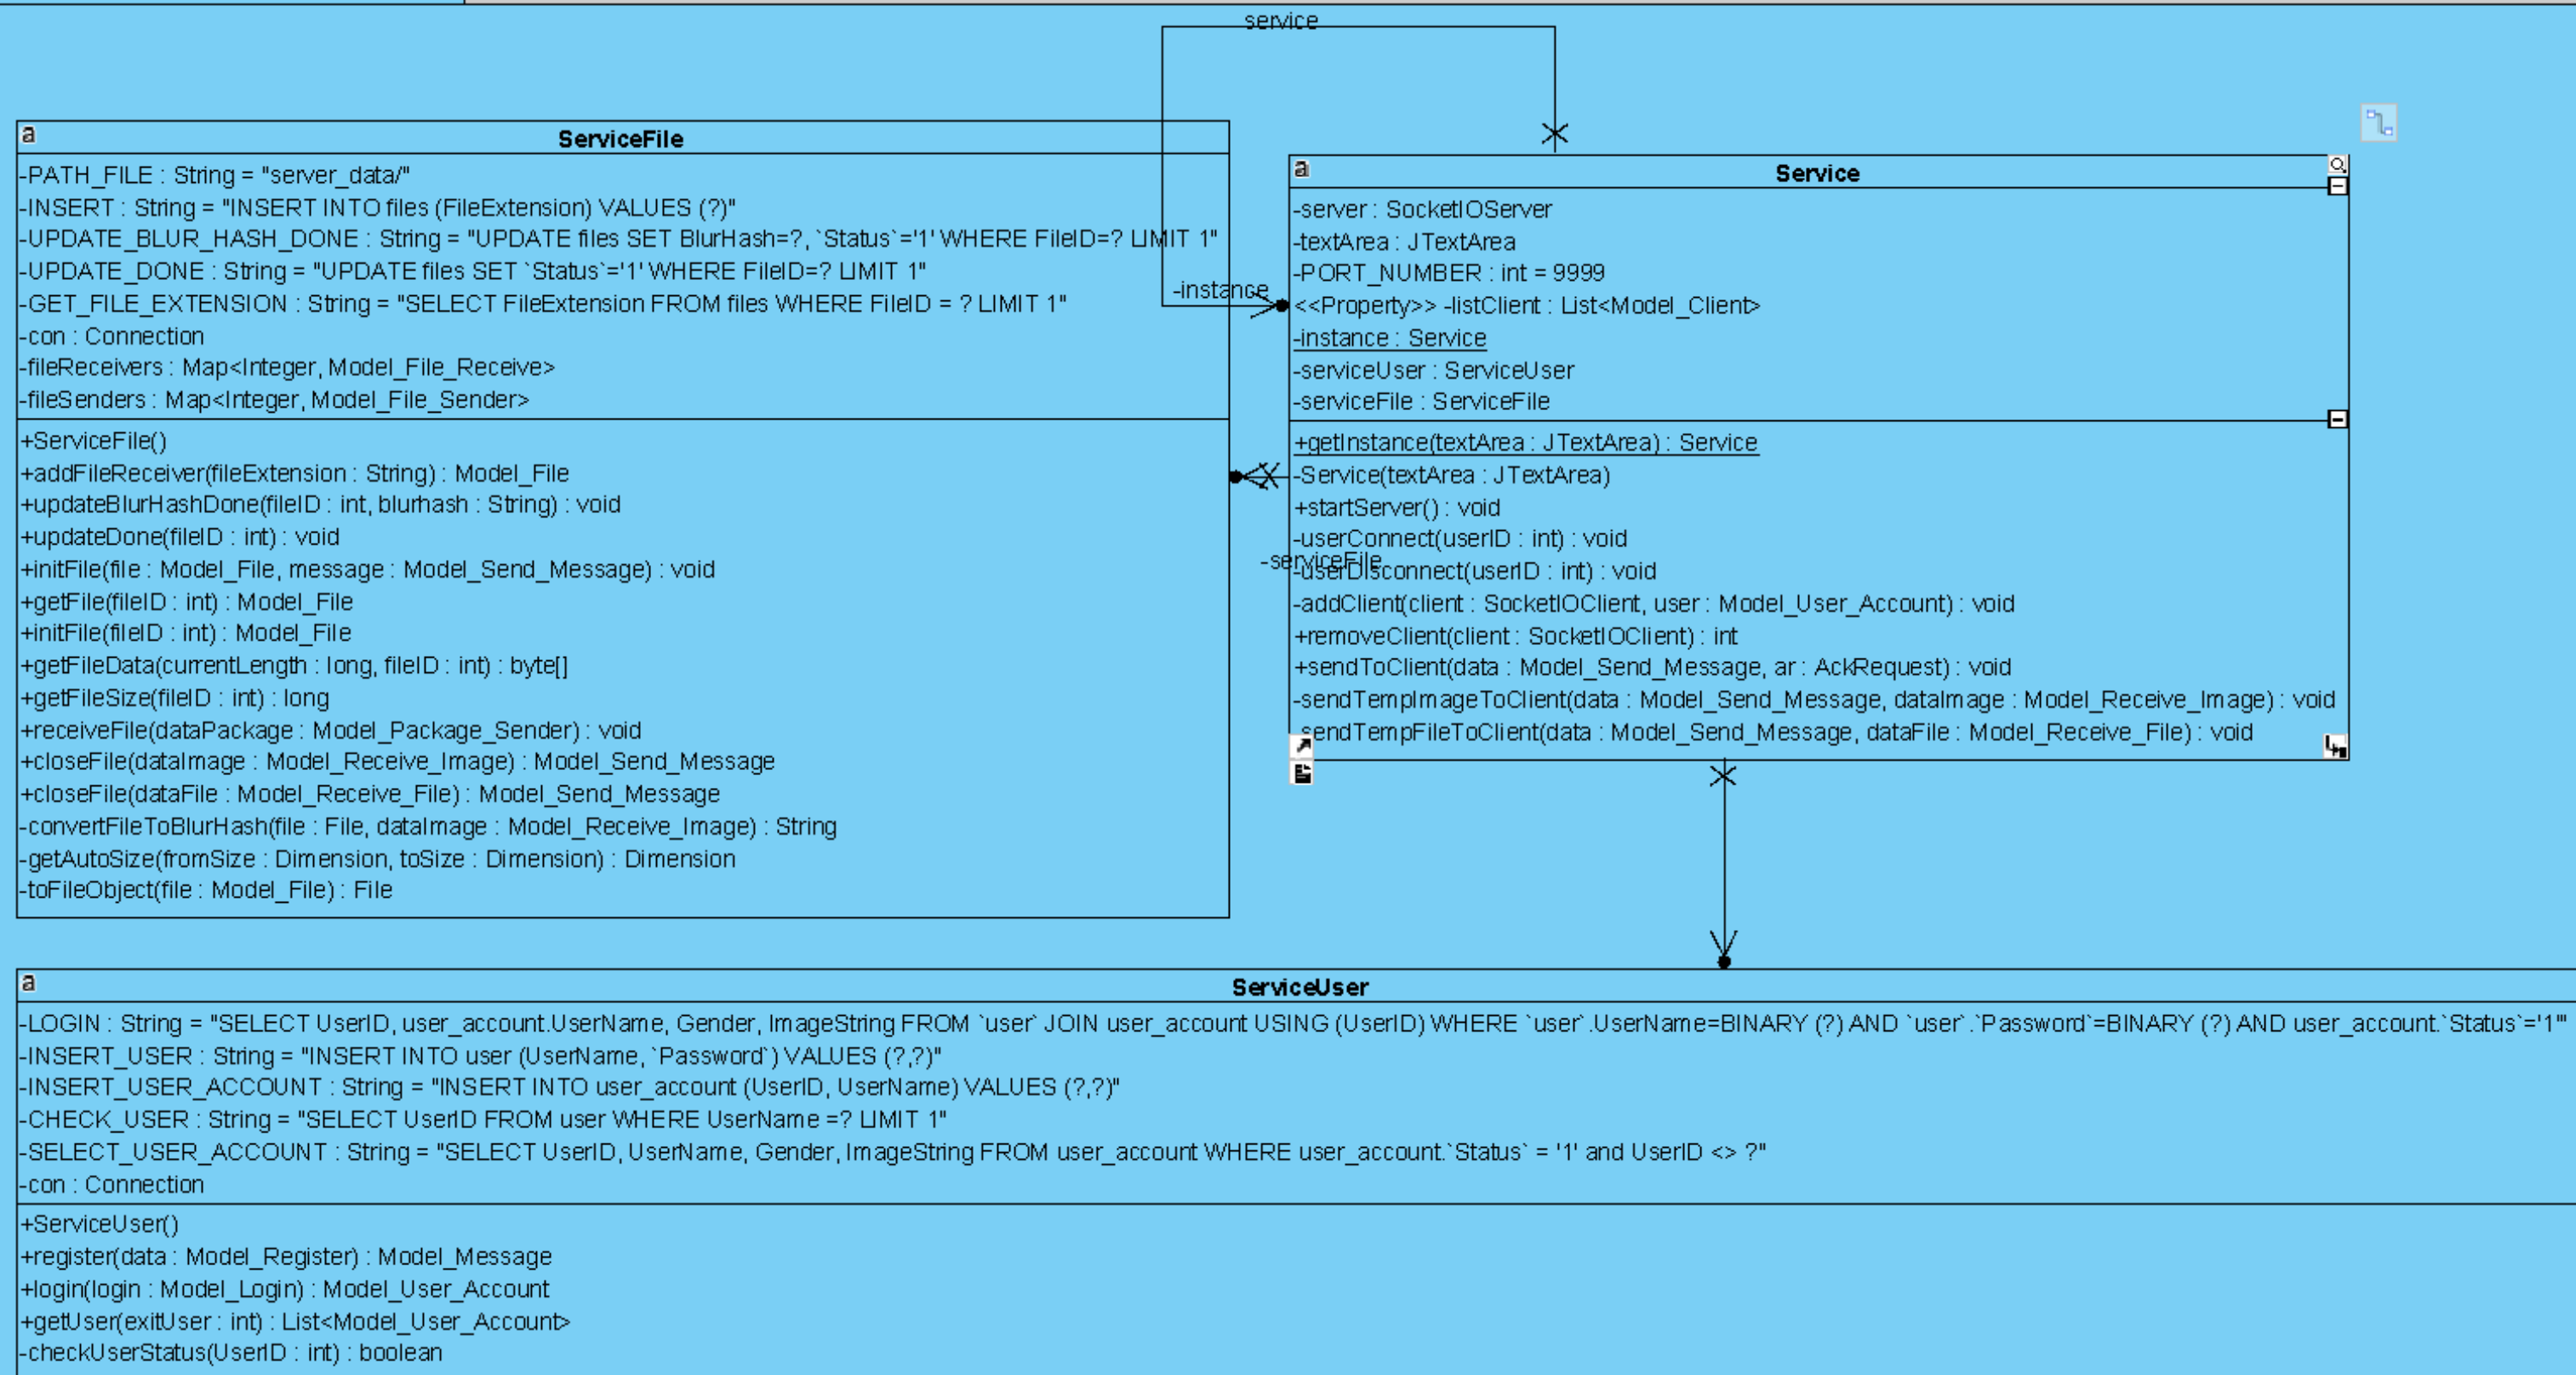 service
ServiceFile
-PATH_FILE : String = "server_data/"
-INSERT : String = "INSERT INTO files (FileExtension) VALUES (?)"
-UPDATE_BLUR_HASH_DONE : String = "UPDATE files SET BlurHash=?, `Status`='1' WHERE FileID=? LIMIT 1"
-UPDATE_DONE : String = "UPDATE files SET `Status`='1' WHERE FileID=? LIMIT 1"
-GET_FILE_EXTENSION : String = "SELECT FileExtension FROM files WHERE FileID = ? LIMIT 1"
-con : Connection
-fileReceivers : Map<Integer, Model_File_Receive>
-fileSenders : Map<Integer, Model_File_Sender>
+ServiceFile()
+addFileReceiver(fileExtension : String) : Model_File
+updateBlurHashDone(fileID : int, blurhash : String) : void
+updateDone(fileID : int) : void
+initFile(file : Model_File, message : Model_Send_Message) : void
+getFile(fileID : int) : Model_File
+initFile(fileID : int) : Model_File
+getFileData(currentLength : long, fileID : int) : byte[]
+getFileSize(fileID : int) : long
+receiveFile(dataPackage : Model_Package_Sender) : void
+closeFile(dataImage : Model_Receive_Image) : Model_Send_Message
+closeFile(dataFile : Model_Receive_File) : Model_Send_Message
-convertFileToBlurHash(file : File, dataImage : Model_Receive_Image) : String
-getAutoSize(fromSize : Dimension, toSize : Dimension) : Dimension
-toFileObject(file : Model_File) : File
-instance
-serviceFile
Service
-server : SocketIOServer
-textArea : JTextArea
-PORT_NUMBER : int = 9999
<<Property>> -listClient : List<Model_Client>
-instance : Service
-serviceUser : ServiceUser
-serviceFile : ServiceFile
+getInstance(textArea : JTextArea) : Service
-Service(textArea : JTextArea)
+startServer() : void
-userConnect(userID : int) : void
-userDisconnect(userID : int) : void
-addClient(client : SocketIOClient, user : Model_User_Account) : void
+removeClient(client : SocketIOClient) : int
+sendToClient(data : Model_Send_Message, ar : AckRequest) : void
-sendTempImageToClient(data : Model_Send_Message, dataImage : Model_Receive_Image) : void
sendTempFileToClient(data : Model_Send_Message, dataFile : Model_Receive_File) : void
ServiceUser
-LOGIN : String = "SELECT UserID, user_account.UserName, Gender, ImageString FROM `user` JOIN user_account USING (UserID) WHERE `user`.UserName=BINARY (?) AND `user`.`Password`=BINARY (?) AND user_account.`Status`='1'"
-INSERT_USER : String = "INSERT INTO user (UserName, `Password`) VALUES (?,?)"
-INSERT_USER_ACCOUNT : String = "INSERT INTO user_account (UserID, UserName) VALUES (?,?)"
-CHECK_USER : String = "SELECT UserID FROM user WHERE UserName =? LIMIT 1"
-SELECT_USER_ACCOUNT : String = "SELECT UserID, UserName, Gender, ImageString FROM user_account WHERE user_account.`Status` = '1' and UserID <> ?"
-con : Connection
+ServiceUser()
+register(data : Model_Register) : Model_Message
+login(login : Model_Login) : Model_User_Account
+getUser(exitUser : int) : List<Model_User_Account>
-checkUserStatus(UserID : int) : boolean